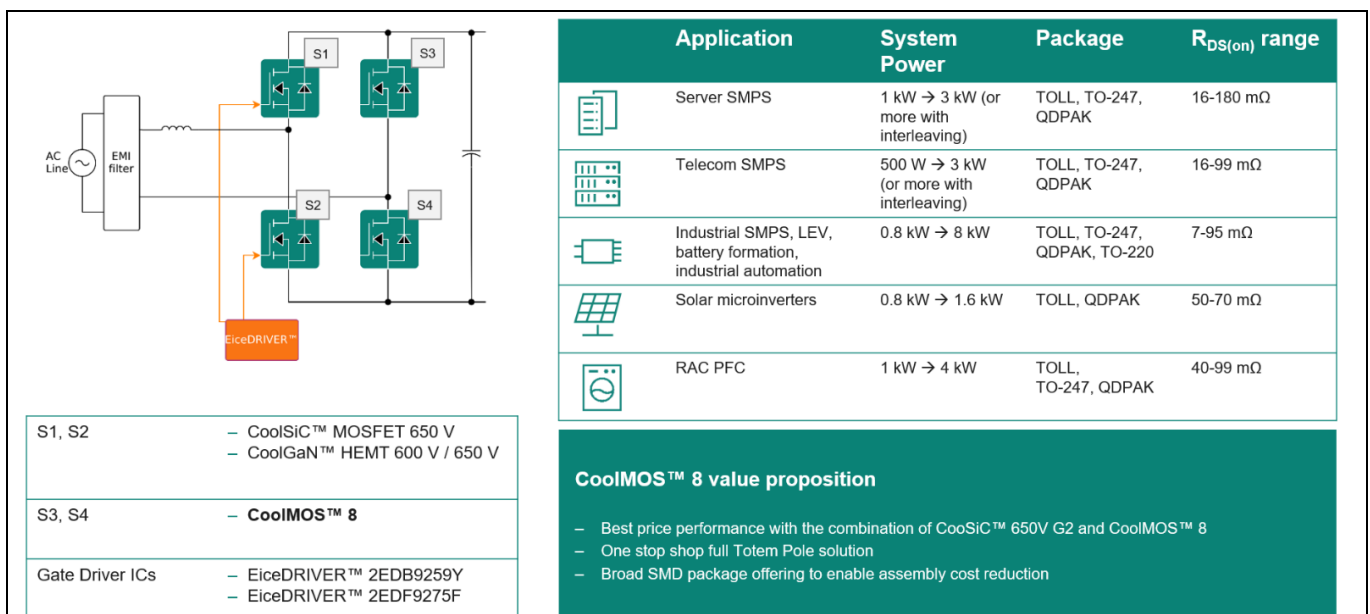 S1
S3
AC
Line
EMI
filter
S2
S4
EiceDRIVER™
S1, S2
– CoolSiC™ MOSFET 650 V
– CoolGaN™ HEMT 600 V / 650 V
S3, S4
– CoolMOS™ 8
Gate Driver ICs
– EiceDRIVER™ 2EDB9259Y
– EiceDRIVER™ 2EDF9275F
Application
System
Power
Package
RDS(on) range
Server SMPS
1 kW → 3 kW (or
more with
interleaving)
TOLL, TO-247,
QDPAK
16-180 mΩ
Telecom SMPS
500 W → 3 kW
(or more with
interleaving)
TOLL, TO-247,
QDPAK
16-99 mΩ
Industrial SMPS, LEV,
battery formation,
industrial automation
0.8 kW → 8 kW
TOLL, TO-247,
QDPAK, TO-220
7-95 mΩ
Solar microinverters
0.8 kW → 1.6 kW
TOLL, QDPAK
50-70 mΩ
RAC PFC
1 kW → 4 kW
TOLL,
TO-247, QDPAK
40-99 mΩ
CoolMOS™ 8 value proposition
– Best price performance with the combination of CooSiC™ 650V G2 and CoolMOS™ 8
– One stop shop full Totem Pole solution
– Broad SMD package offering to enable assembly cost reduction